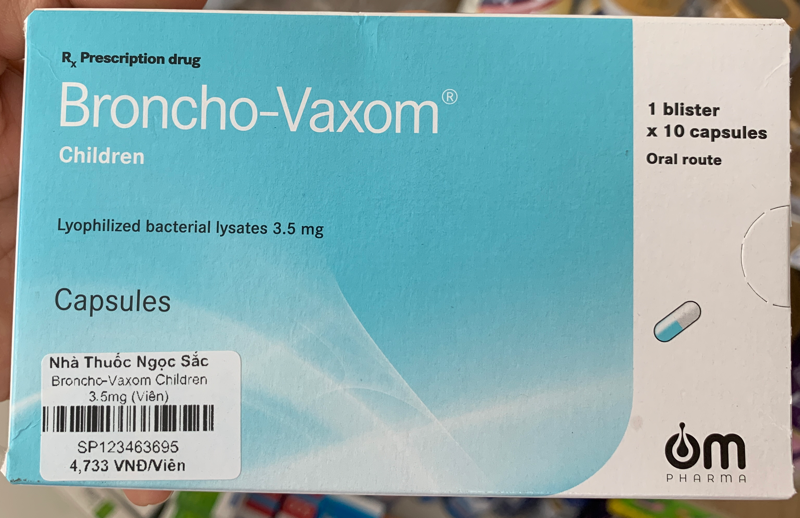 Rx Prescription drug
Broncho-Vaxom®
Children
Lyophilized bacterial lysates 3.5 mg
Capsules
1 blister
x 10 capsules
Oral route
Nhà Thuốc Ngọc Sắc
Broncho-Vaxom Children
3.5mg (Viên)
SP123463695
4,733 VNĐ/Viên
om
PHARMA